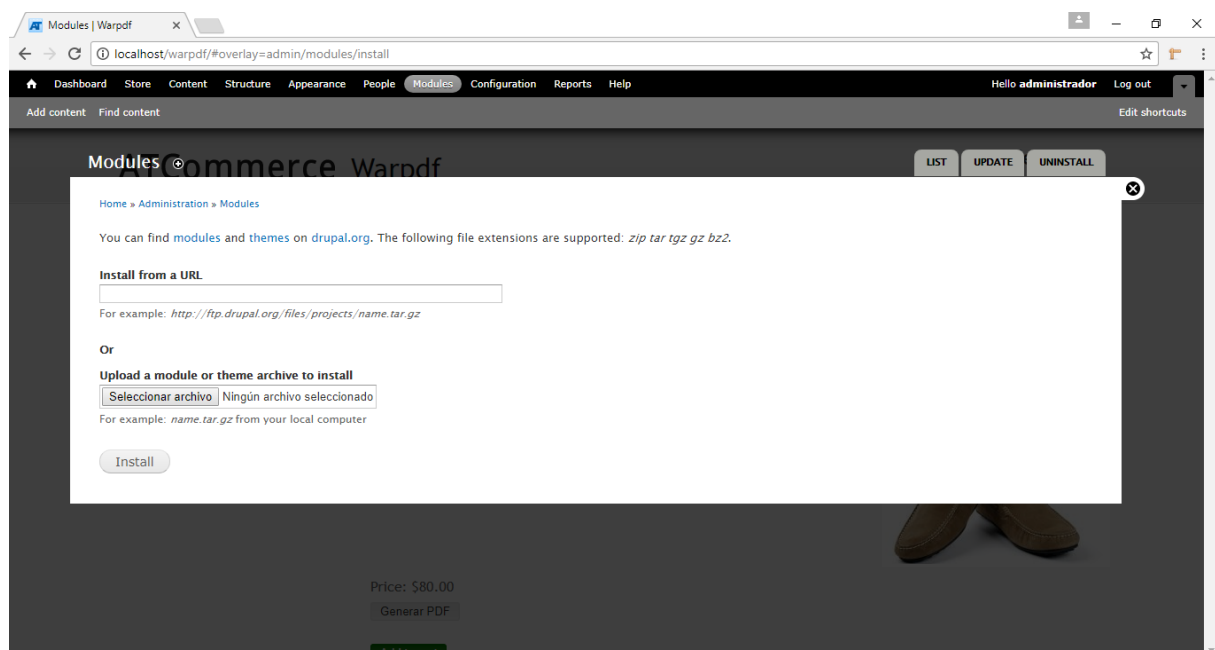 Modules | Warpdf
localhost/warpdf/#overlay=admin/modules/install
Dashboard Store Content Structure Appearance People Modules Configuration Reports Help Hello administrador Log out
Add content Find content Edit shortcuts
ATCommerce Warpdf
Modules LIST UPDATE UNINSTALL
Home » Administration » Modules
You can find modules and themes on drupal.org. The following file extensions are supported: zip tar tgz gz bz2.
Install from a URL
For example: http://ftp.drupal.org/files/projects/name.tar.gz
Or
Upload a module or theme archive to install
Seleccionar archivo Ningún archivo seleccionado
For example: name.tar.gz from your local computer
Install
Price: $80.00
Generar PDF